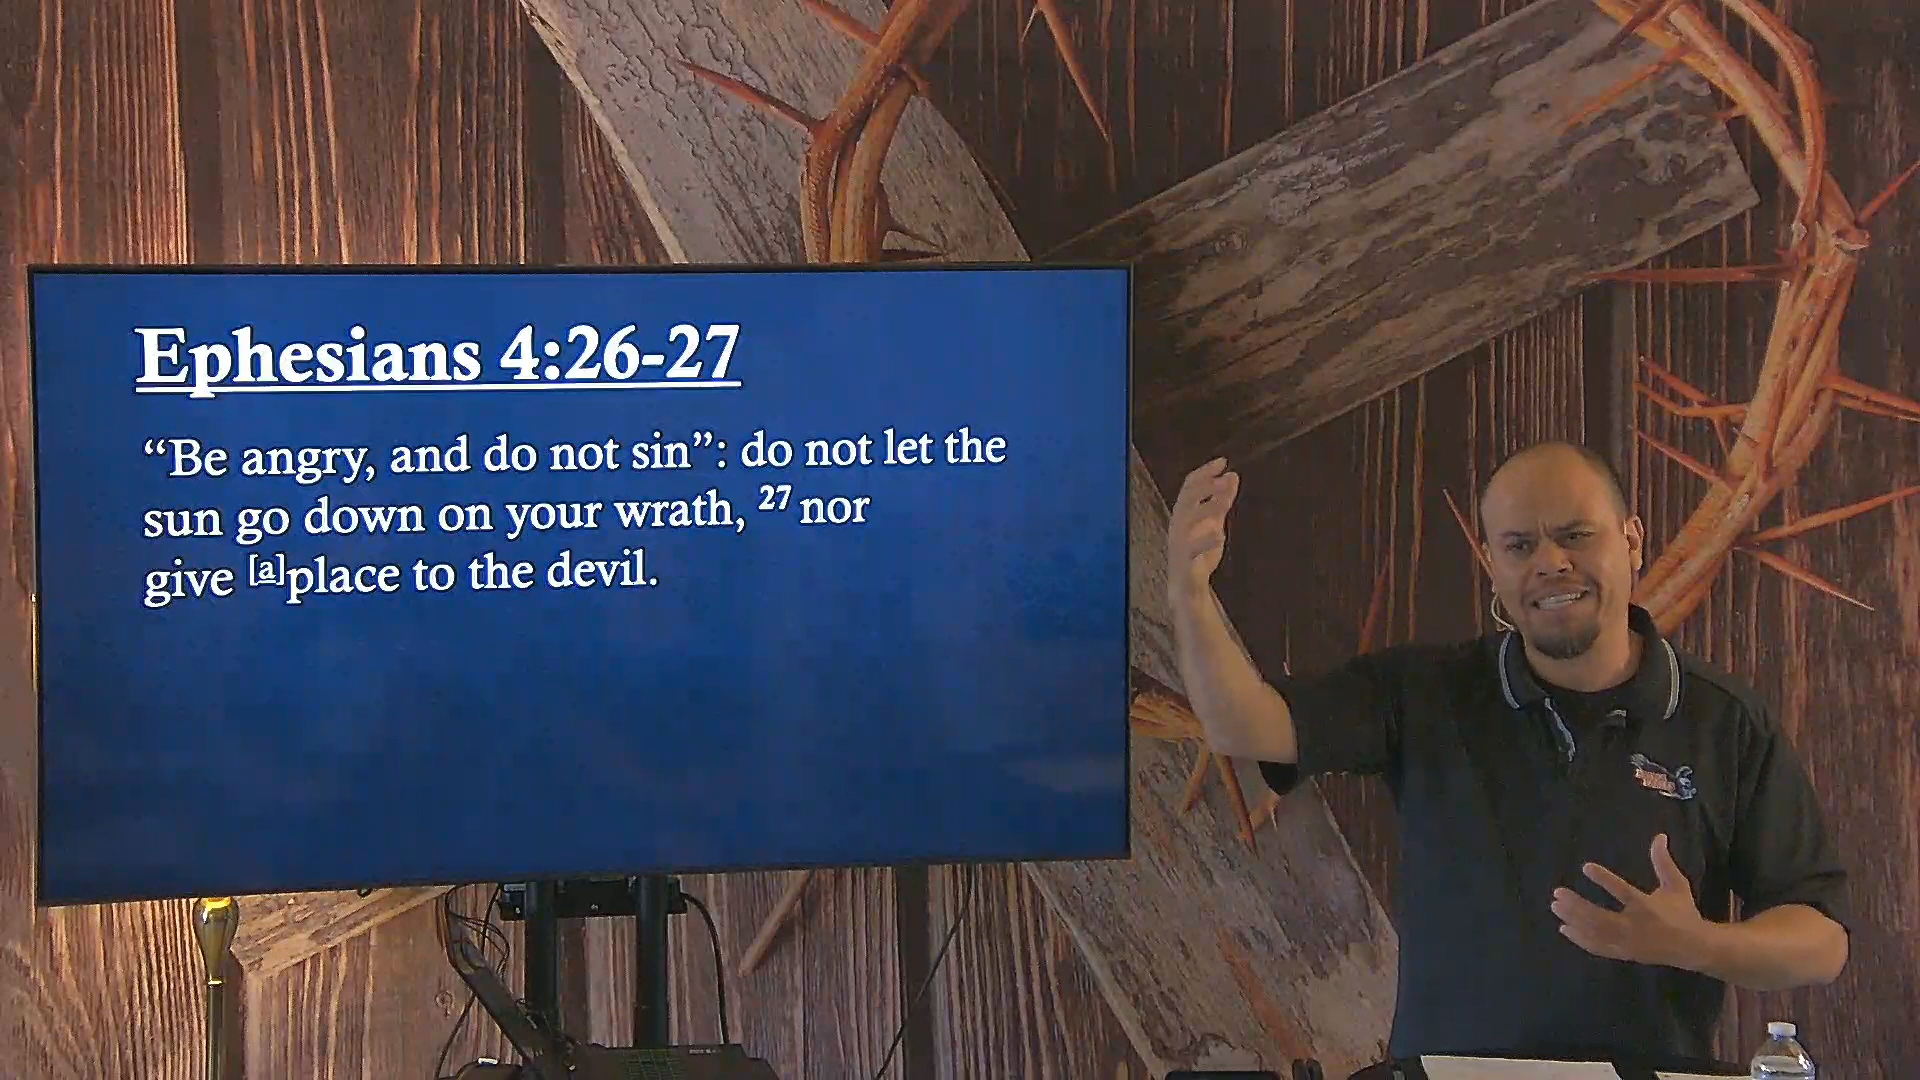 Ephesians 4:26-27
“Be angry, and do not sin”: do not let the
sun go down on your wrath, 27 nor
give [a]place to the devil.